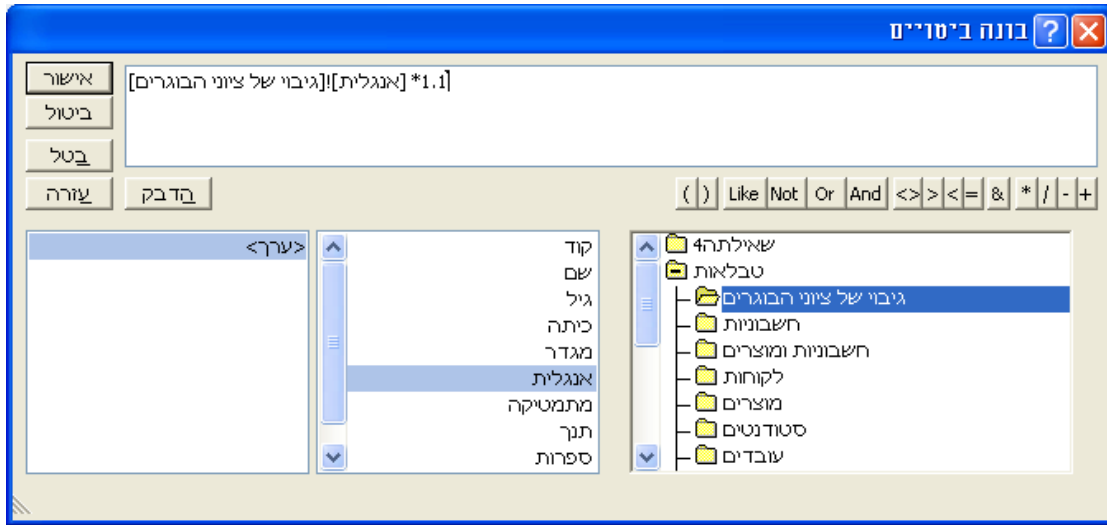 בונה ביטויים
[גיבוי של ציוני הבוגרים]![אנגלית] *1.1
אישור
ביטול
בטל
עזרה
הדבק
+ - / * & = < > <> And Or Not Like ) (
שאילתה4
טבלאות
גיבוי של ציוני הבוגרים
חשבוניות
חשבוניות ומוצרים
לקוחות
מוצרים
סטודנטים
עובדים
קוד
שם
גיל
כיתה
מגדר
אנגלית
מתמטיקה
תנך
ספרות
<ערך>